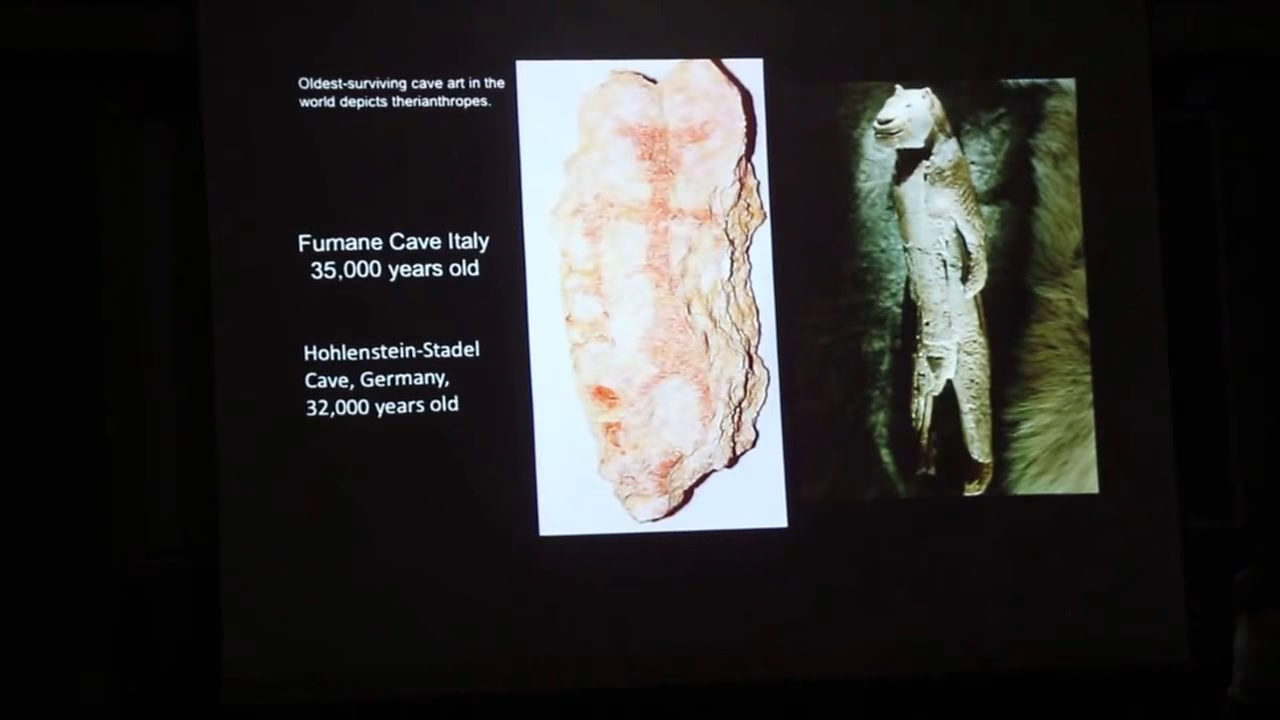 Oldest-surviving cave art in the
world depicts therianthropes.
Fumane Cave Italy
35,000 years old
Hohlenstein-Stadel
Cave, Germany,
32,000 years old